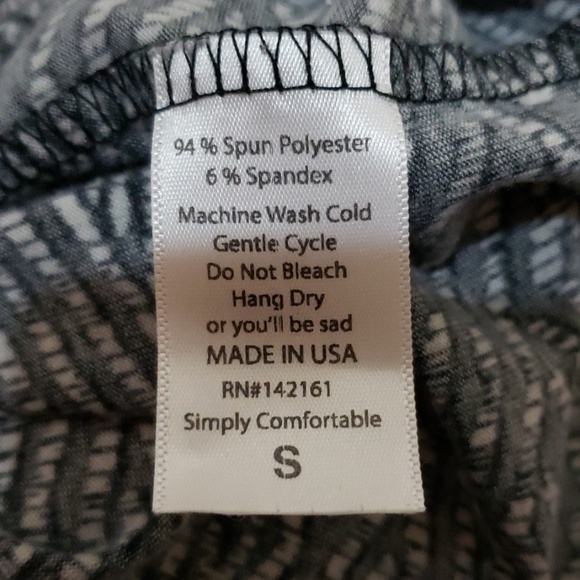 94 % Spun Polyester
6 % Spandex
Machine Wash Cold
Gentle Cycle
Do Not Bleach
Hang Dry
or you'll be sad
MADE IN USA
RN#142161
Simply Comfortable
S